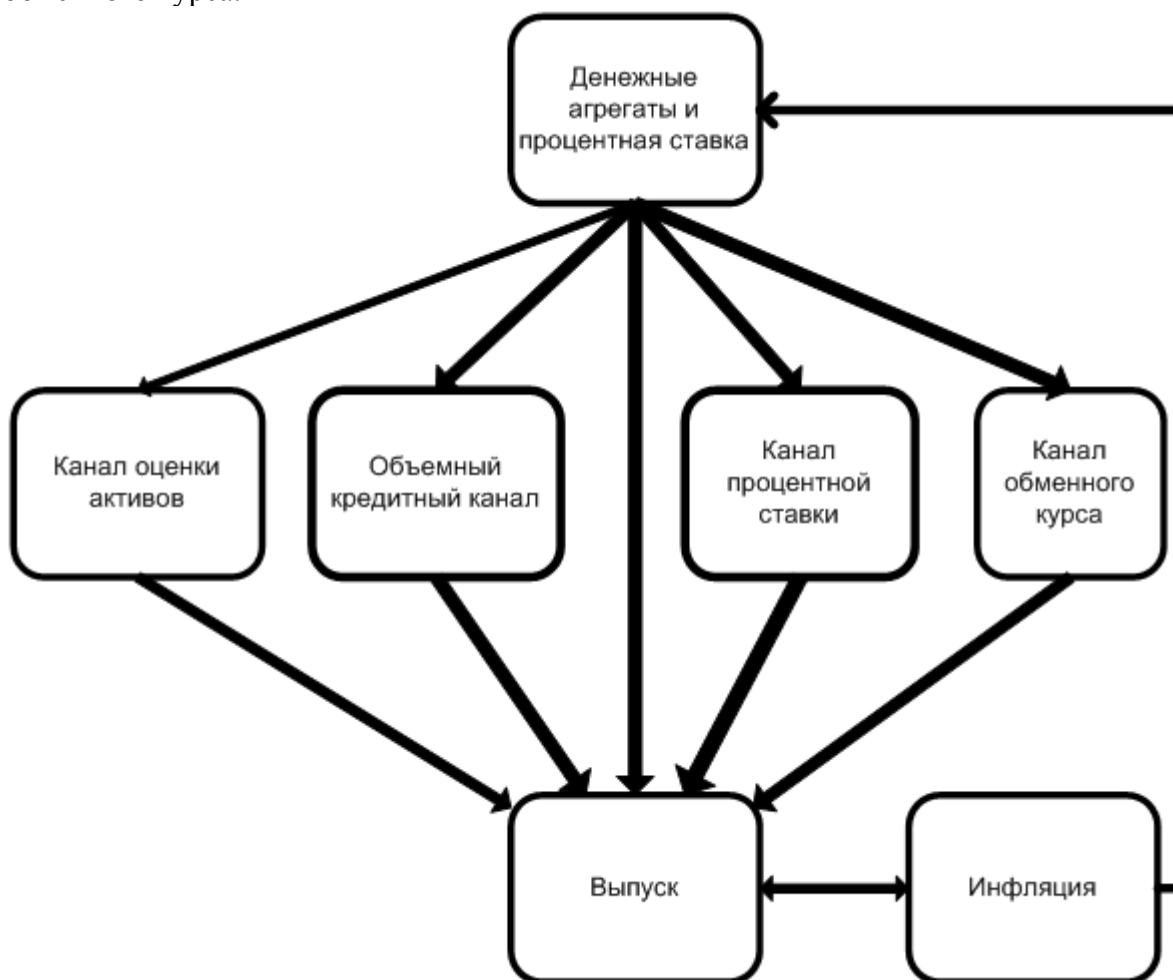 Денежные
агрегаты и
процентная ставка
Канал оценки
активов
Объемный
кредитный канал
Канал
процентной
ставки
Канал
обменного
курса
Выпуск
Инфляция